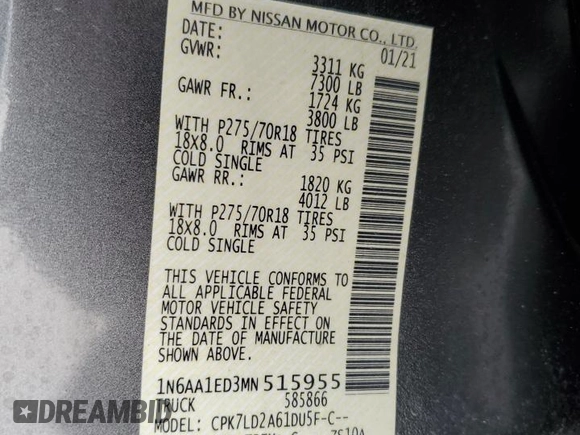 MFD BY NISSAN MOTOR CO., LTD.
DATE: 01/21
GVWR: 3311 KG
7300 LB
GAWR FR.: 1724 KG
3800 LB
WITH P275/70R18 TIRES
18X8.0 RIMS AT 35 PSI
COLD SINGLE
GAWR RR.: 1820 KG
4012 LB
WITH P275/70R18 TIRES
18X8.0 RIMS AT 35 PSI
COLD SINGLE
THIS VEHICLE CONFORMS TO
ALL APPLICABLE FEDERAL
MOTOR VEHICLE SAFETY
STANDARDS IN EFFECT ON
THE DATE OF MANUFACTURE
SHOWN ABOVE.
1N6AA1ED3MN515955
TRUCK 585866
MODEL: CPK7LD2A61DU5F-C--
DID I OVERPAY
.COM